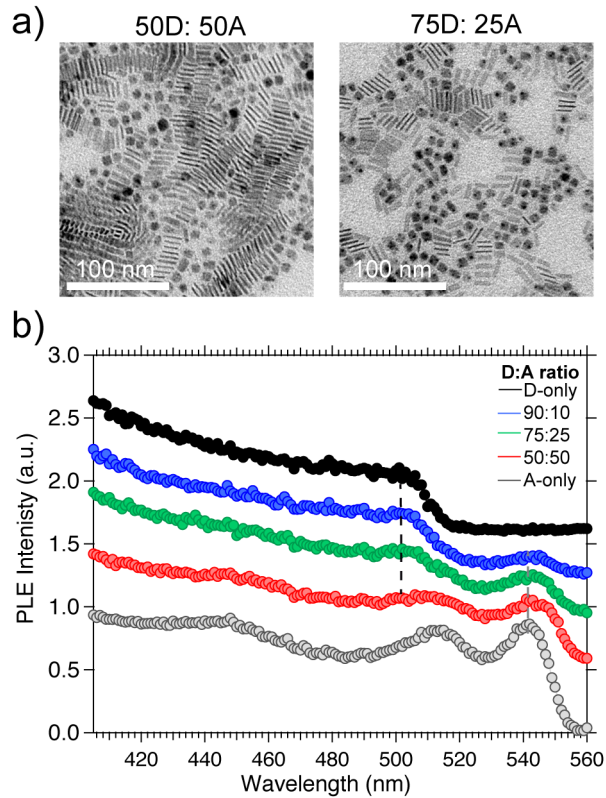 a)
50D: 50A
75D: 25A
100 nm
100 nm
b)
3.0
2.5
2.0
1.5
1.0
0.5
0.0
PLE Intenisty (a.u.)
D:A ratio
D-only
90:10
75:25
50:50
A-only
420
440
460
480
500
520
540
560
Wavelength (nm)